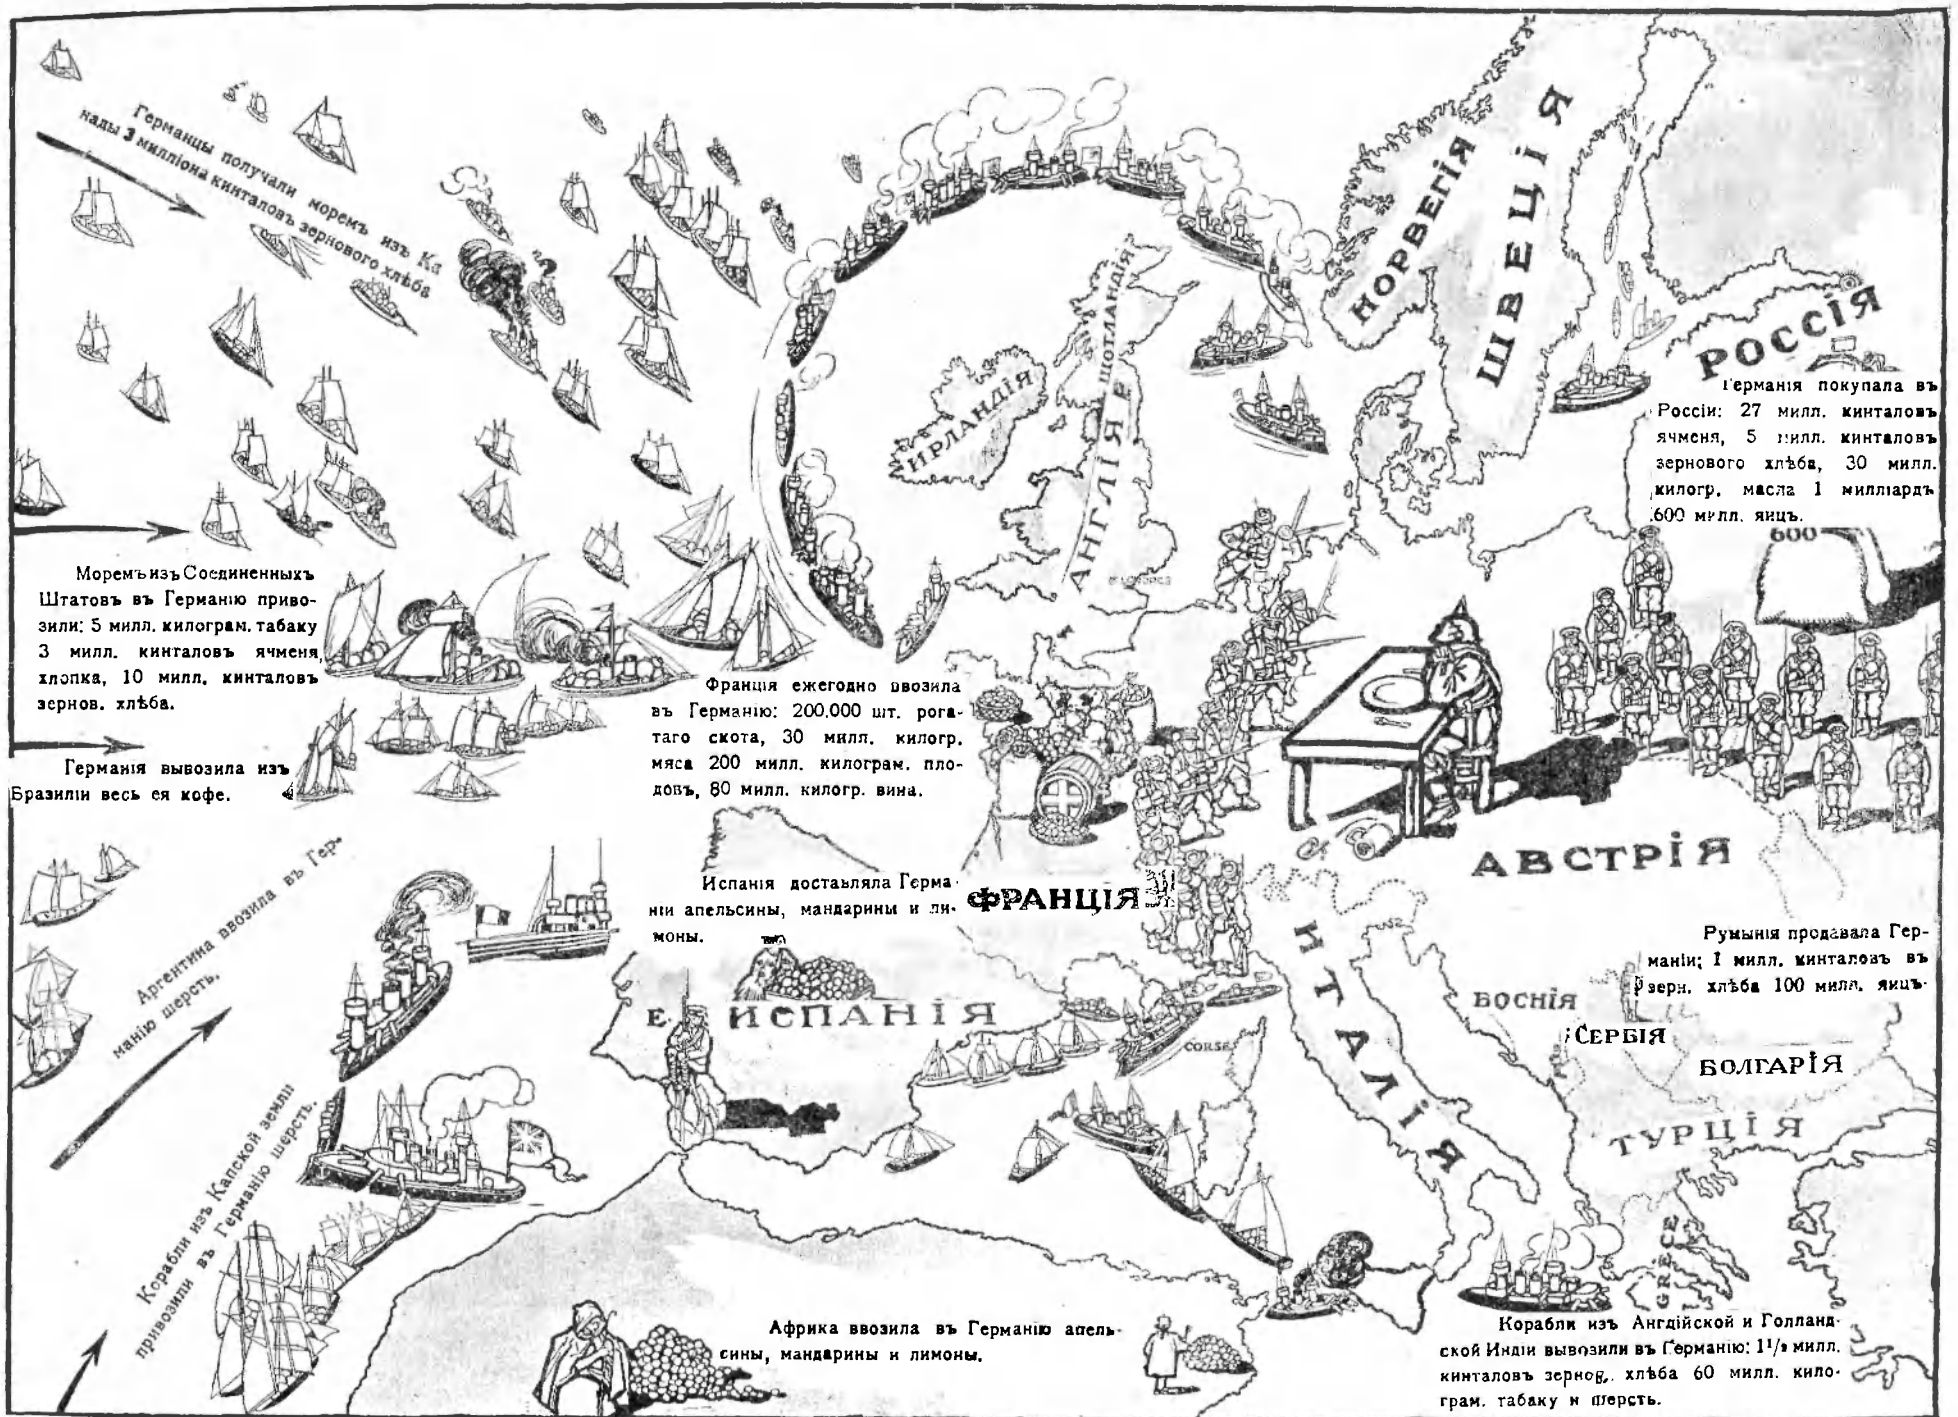 Германцы получали моремъ изъ Ка
нады 3 милліона кинталовъ зернового хлѣба
НОРВЕГІЯ
ШВЕЦІЯ
ШОТЛАНДІЯ
ИРЛАНДІЯ
АНГЛІЯ
РОССІЯ
Германія покупала въ
Россіи: 27 милл. кинталовъ
ячменя, 5 милл. кинталовъ
зернового хлѣба, 30 милл.
килогр. масла 1 милліардъ
600 милл. яицъ.
600
Моремъ изъ Соединенныхъ
Штатовъ въ Германію приво-
зили: 5 милл. килограм. табаку
3 милл. кинталовъ ячменя,
хлопка, 10 милл. кинталовъ
зернов. хлѣба.
Германія вывозила изъ
Бразиліи весь ея кофе.
Франція ежегодно ввозила
въ Германію: 200.000 шт. рога-
таго скота, 30 милл. килогр.
мяса 200 милл. килограм. пло-
довъ, 80 милл. килогр. вина.
Испанія доставляла Герма-
ніи апельсины, мандарины и ли-
моны.
ФРАНЦІЯ
АВСТРІЯ
Аргентина ввозила въ Гер-
манію шерсть.
Румынія продавала Гер-
маніи; 1 милл. кинталовъ въ
зерн. хлѣба 100 милл. яицъ.
Е. ИСПАНІЯ
ИТАЛІЯ
CORSE
БОСНІЯ
СЕРБІЯ
БОЛГАРІЯ
ТУРЦІЯ
GRECE
Корабли изъ Капской земли
привозили въ Германію шерсть.
Африка ввозила въ Германію апель-
сины, мандарины и лимоны.
Корабли изъ Англійской и Голланд-
ской Индіи вывозили въ Германію: 1 1/2 милл.
кинталовъ зернов. хлѣба 60 милл. кило-
грам. табаку и шерсть.